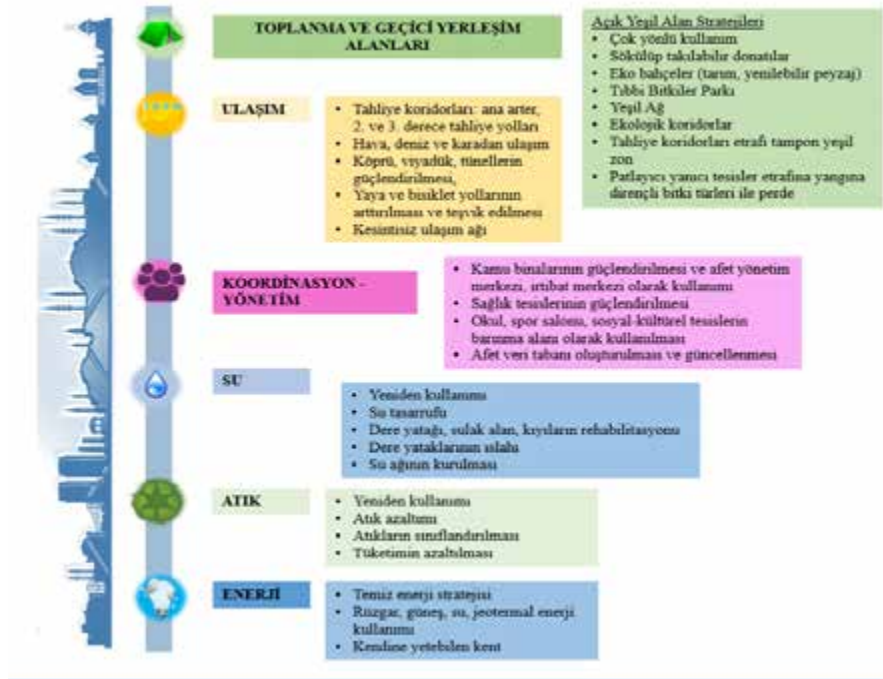 TOPLANMA VE GEÇİCİ YERLEŞİM
ALANLARI
Açık Yeşil Alan Stratejileri
• Çok yönlü kullanım
• Sökülüp takılabilir donatılar
• Eko bahçeler (tarım, yenilebilir peyzaj)
• Tıbbi Bitkiler Parkı
• Yeşil Ağ
• Ekolojik koridorlar
• Tahliye koridorları etrafı tampon yeşil
zon
• Patlayıcı yanıcı tesisler etrafına yangına
dirençli bitki türleri ile perde
ULAŞIM
• Tahliye koridorları: ana arter,
2. ve 3. derece tahliye yolları
• Hava, deniz ve karadan ulaşım
• Köprü, viyadük, tünellerin
güçlendirilmesi,
• Yaya ve bisiklet yollarının
arttırılması ve teşvik edilmesi
• Kesintisiz ulaşım ağı
KOORDİNASYON -
YÖNETİM
• Kamu binalarının güçlendirilmesi ve afet yönetim
merkezi, irtibat merkezi olarak kullanımı
• Sağlık tesislerinin güçlendirilmesi
• Okul, spor salonu, sosyal-kültürel tesislerin
barınma alanı olarak kullanılması
• Afet veri tabanı oluşturulması ve güncellenmesi
SU
• Yeniden kullanımı
• Su tasarrufu
• Dere yatağı, sulak alan, kıyıların rehabilitasyonu
• Dere yataklarının ıslahı
• Su ağının kurulması
ATIK
• Yeniden kullanımı
• Atık azaltımı
• Atıkların sınıflandırılması
• Tüketimin azaltılması
ENERJİ
• Temiz enerji stratejisi
• Rüzgar, güneş, su, jeotermal enerji
kullanımı
• Kendine yetebilen kent